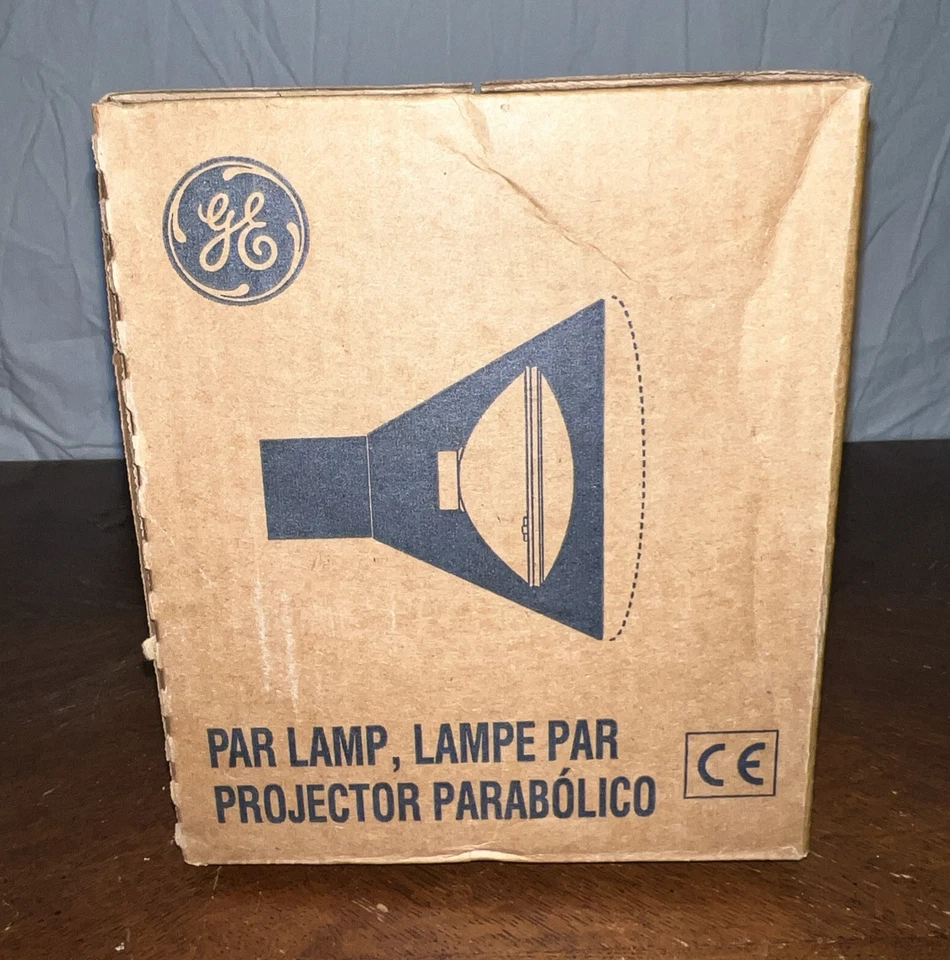 GE
PAR LAMP, LAMPE PAR
PROJECTOR PARABÓLICO
CE